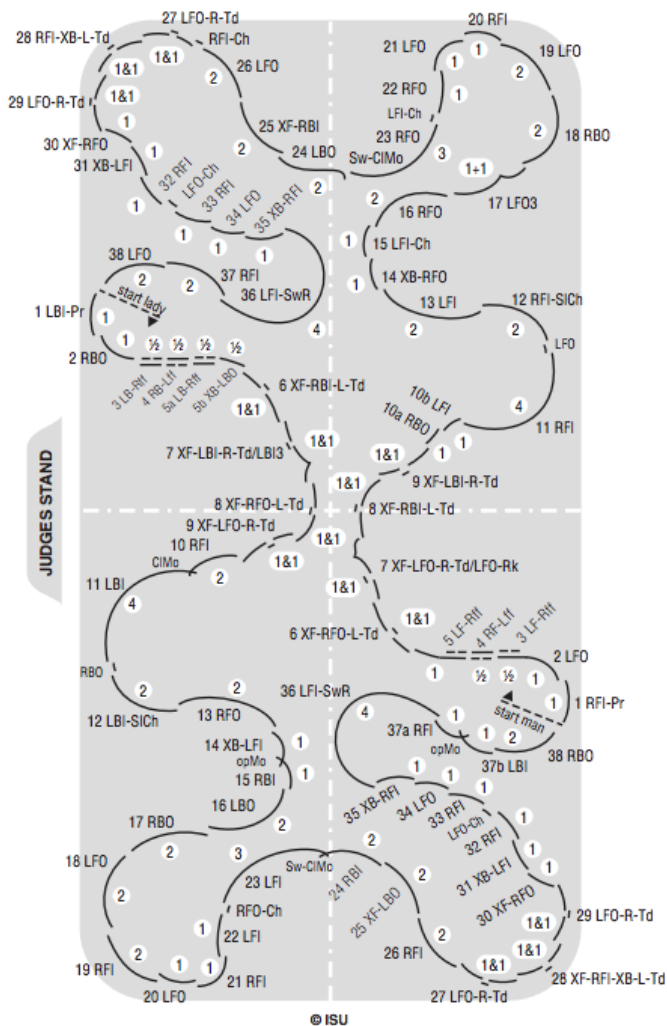 20 RFI
27 LFO-R-Td
28 RFI-XB-L-Td
RFI-Ch
21 LFO
19 LFO
1&1
1&1
26 LFO
1
1
2
2
22 RFO
1
29 LFO-R-Td
1&1
LFI-Ch
1
25 XF-RBI
23 RFO
2
18 RBO
30 XF-RFO
24 LBO
2
31 XB-LFI
1
Sw-ClMo
3
1+1
32 RFI
LFO-Ch
33 RFI
34 LFO
35 XB-RFI
2
2
17 LFO3
1
16 RFO
1
1
1
1
15 LFI-Ch
38 LFO
37 RFI
14 XB-RFO
2
2
1
13 LFI
12 RFI-SlCh
start lady
36 LFI-SwR
1 LBI-Pr
1
4
2
2
1
½
½
½
½
LFO
2 RBO
3 LB-Rff
4 RB-Lff
5a LB-Rff
5b XB-LBO
6 XF-RBI-L-Td
10b LFI
10a RBO
4
1&1
11 RFI
7 XF-LBI-R-Td/LBI3
1&1
1&1
1
1
1&1
9 XF-LBI-R-Td
JUDGES STAND
8 XF-RFO-L-Td
8 XF-RBI-L-Td
9 XF-LFO-R-Td
1&1
10 RFI
1&1
ClMo
2
7 XF-LFO-R-Td/LFO-Rk
11 LBI
1&1
4
1&1
5 LF-Rff
4 RF-Lff
3 LF-Rff
6 XF-RFO-L-Td
2 LFO
RBO
1
½
½
1
2
2
36 LFI-SwR
1
1 RFI-Pr
12 LBI-SlCh
13 RFO
4
start man
37a RFI
1
14 XB-LFI
1
opMo
1
2
38 RBO
opMo
37b LBI
15 RBI
1
1
1
1
16 LBO
35 XB-RFI
34 LFO
33 RFI
LFO-Ch
32 RFI
31 XB-LFI
30 XF-RFO
1
17 RBO
2
1
2
3
Sw-ClMo
2
1
18 LFO
24 RBI
2
23 LFI
25 XF-LBO
2
RFO-Ch
29 LFO-R-Td
22 LFI
2
1&1
2
1
1
26 RFI
1&1
19 RFI
21 RFI
1&1
28 XF-RFI-XB-L-Td
20 LFO
27 LFO-R-Td
© ISU